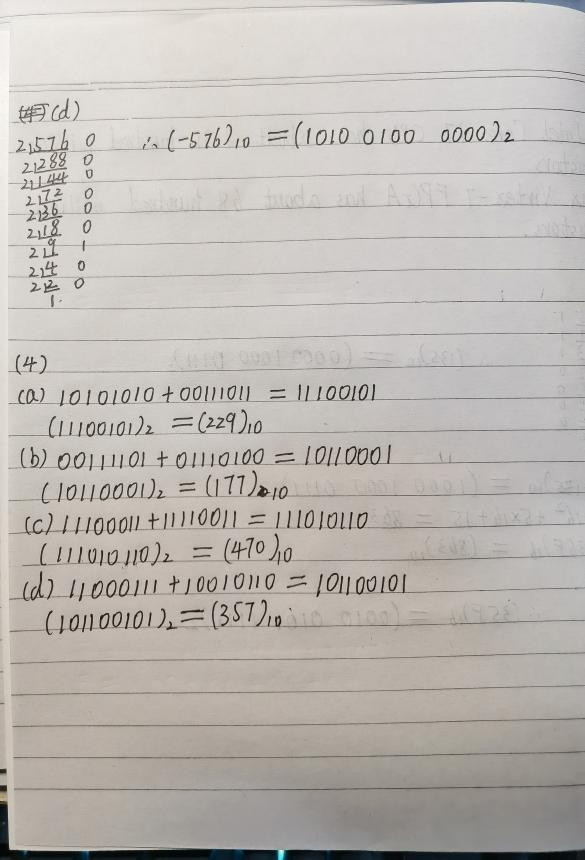 (d)
2 576 0 ∴ (-576)₁₀ = (1010 0100 0000)₂
2 288 0
2 144 0
2 72 0
2 36 0
2 18 0
2 9 1
2 4 0
2 2 0
1.
(4)
(a) 10101010 + 00111011 = 11100101
(11100101)₂ = (229)₁₀
(b) 00111101 + 01110100 = 10110001
(10110001)₂ = (177)₁₀
(c) 11100011 + 11110011 = 111010110
(111010110)₂ = (470)₁₀
(d) 11000111 + 10010110 = 101100101
(101100101)₂ = (357)₁₀